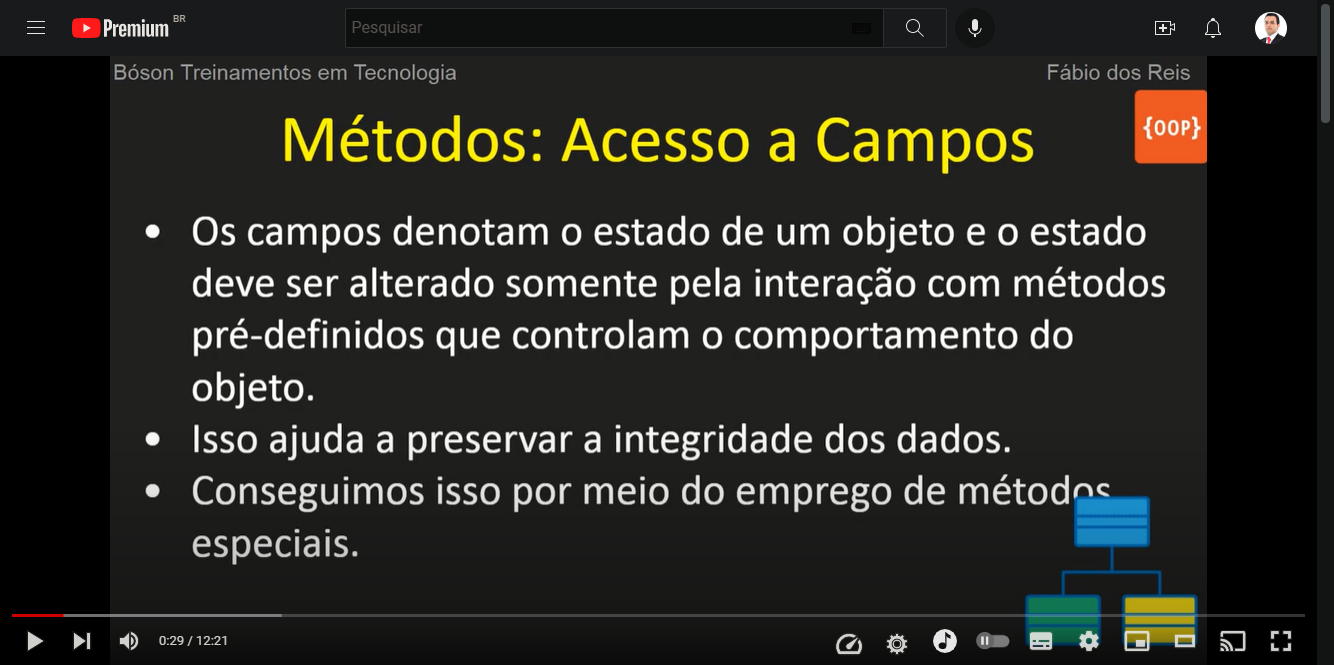 Premium BR
Pesquisar
Bóson Treinamentos em Tecnologia
Fábio dos Reis
Métodos: Acesso a Campos
{OOP}
• Os campos denotam o estado de um objeto e o estado
deve ser alterado somente pela interação com métodos
pré-definidos que controlam o comportamento do
objeto.
• Isso ajuda a preservar a integridade dos dados.
• Conseguimos isso por meio do emprego de métodos
especiais.
0:29 / 12:21